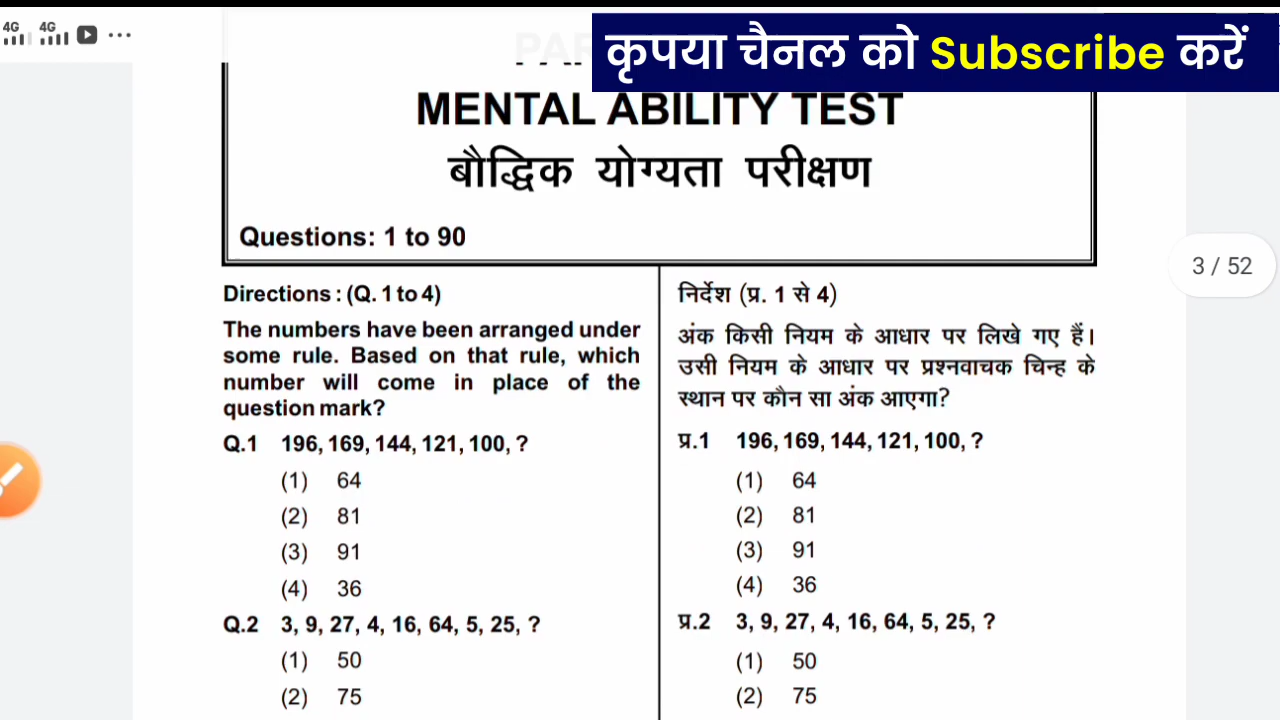 4G 4G
कृपया चैनल को Subscribe करें
MENTAL ABILITY TEST
बौद्धिक योग्यता परीक्षण
Questions: 1 to 90
3 / 52
Directions : (Q. 1 to 4)
The numbers have been arranged under
some rule. Based on that rule, which
number will come in place of the
question mark?
Q.1 196, 169, 144, 121, 100, ?
(1) 64
(2) 81
(3) 91
(4) 36
Q.2 3, 9, 27, 4, 16, 64, 5, 25, ?
(1) 50
(2) 75
निर्देश (प्र. 1 से 4)
अंक किसी नियम के आधार पर लिखे गए हैं।
उसी नियम के आधार पर प्रश्नवाचक चिन्ह के
स्थान पर कौन सा अंक आएगा?
प्र.1 196, 169, 144, 121, 100, ?
(1) 64
(2) 81
(3) 91
(4) 36
प्र.2 3, 9, 27, 4, 16, 64, 5, 25, ?
(1) 50
(2) 75